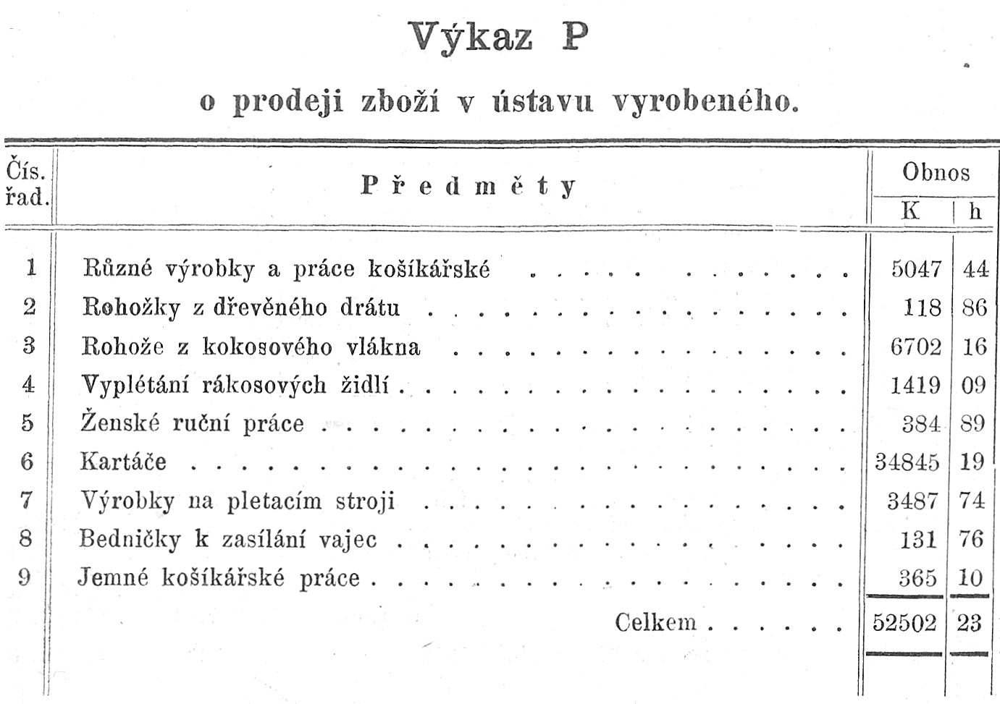 Výkaz P
o prodeji zboží v ústavu vyrobeného.
Čís. řad. Předměty Obnos
K h
1 Různé výrobky a práce košíkářské . . . . . . . . . . . . 5047 44
2 Rohožky z dřevěného drátu . . . . . . . . . . . . . . . . . 118 86
3 Rohože z kokosového vlákna . . . . . . . . . . . . . . . . 6702 16
4 Vyplétání rákosových židlí . . . . . . . . . . . . . . . . . . 1419 09
5 Ženské ruční práce . . . . . . . . . . . . . . . . . . . . . 384 89
6 Kartáče . . . . . . . . . . . . . . . . . . . . . . . . . . 34845 19
7 Výrobky na pletacím stroji . . . . . . . . . . . . . . . . . 3487 74
8 Bedničky k zasílání vajec . . . . . . . . . . . . . . . . . . 131 76
9 Jemné košíkářské práce . . . . . . . . . . . . . . . . . . . 365 10
Celkem . . . . . . 52502 23